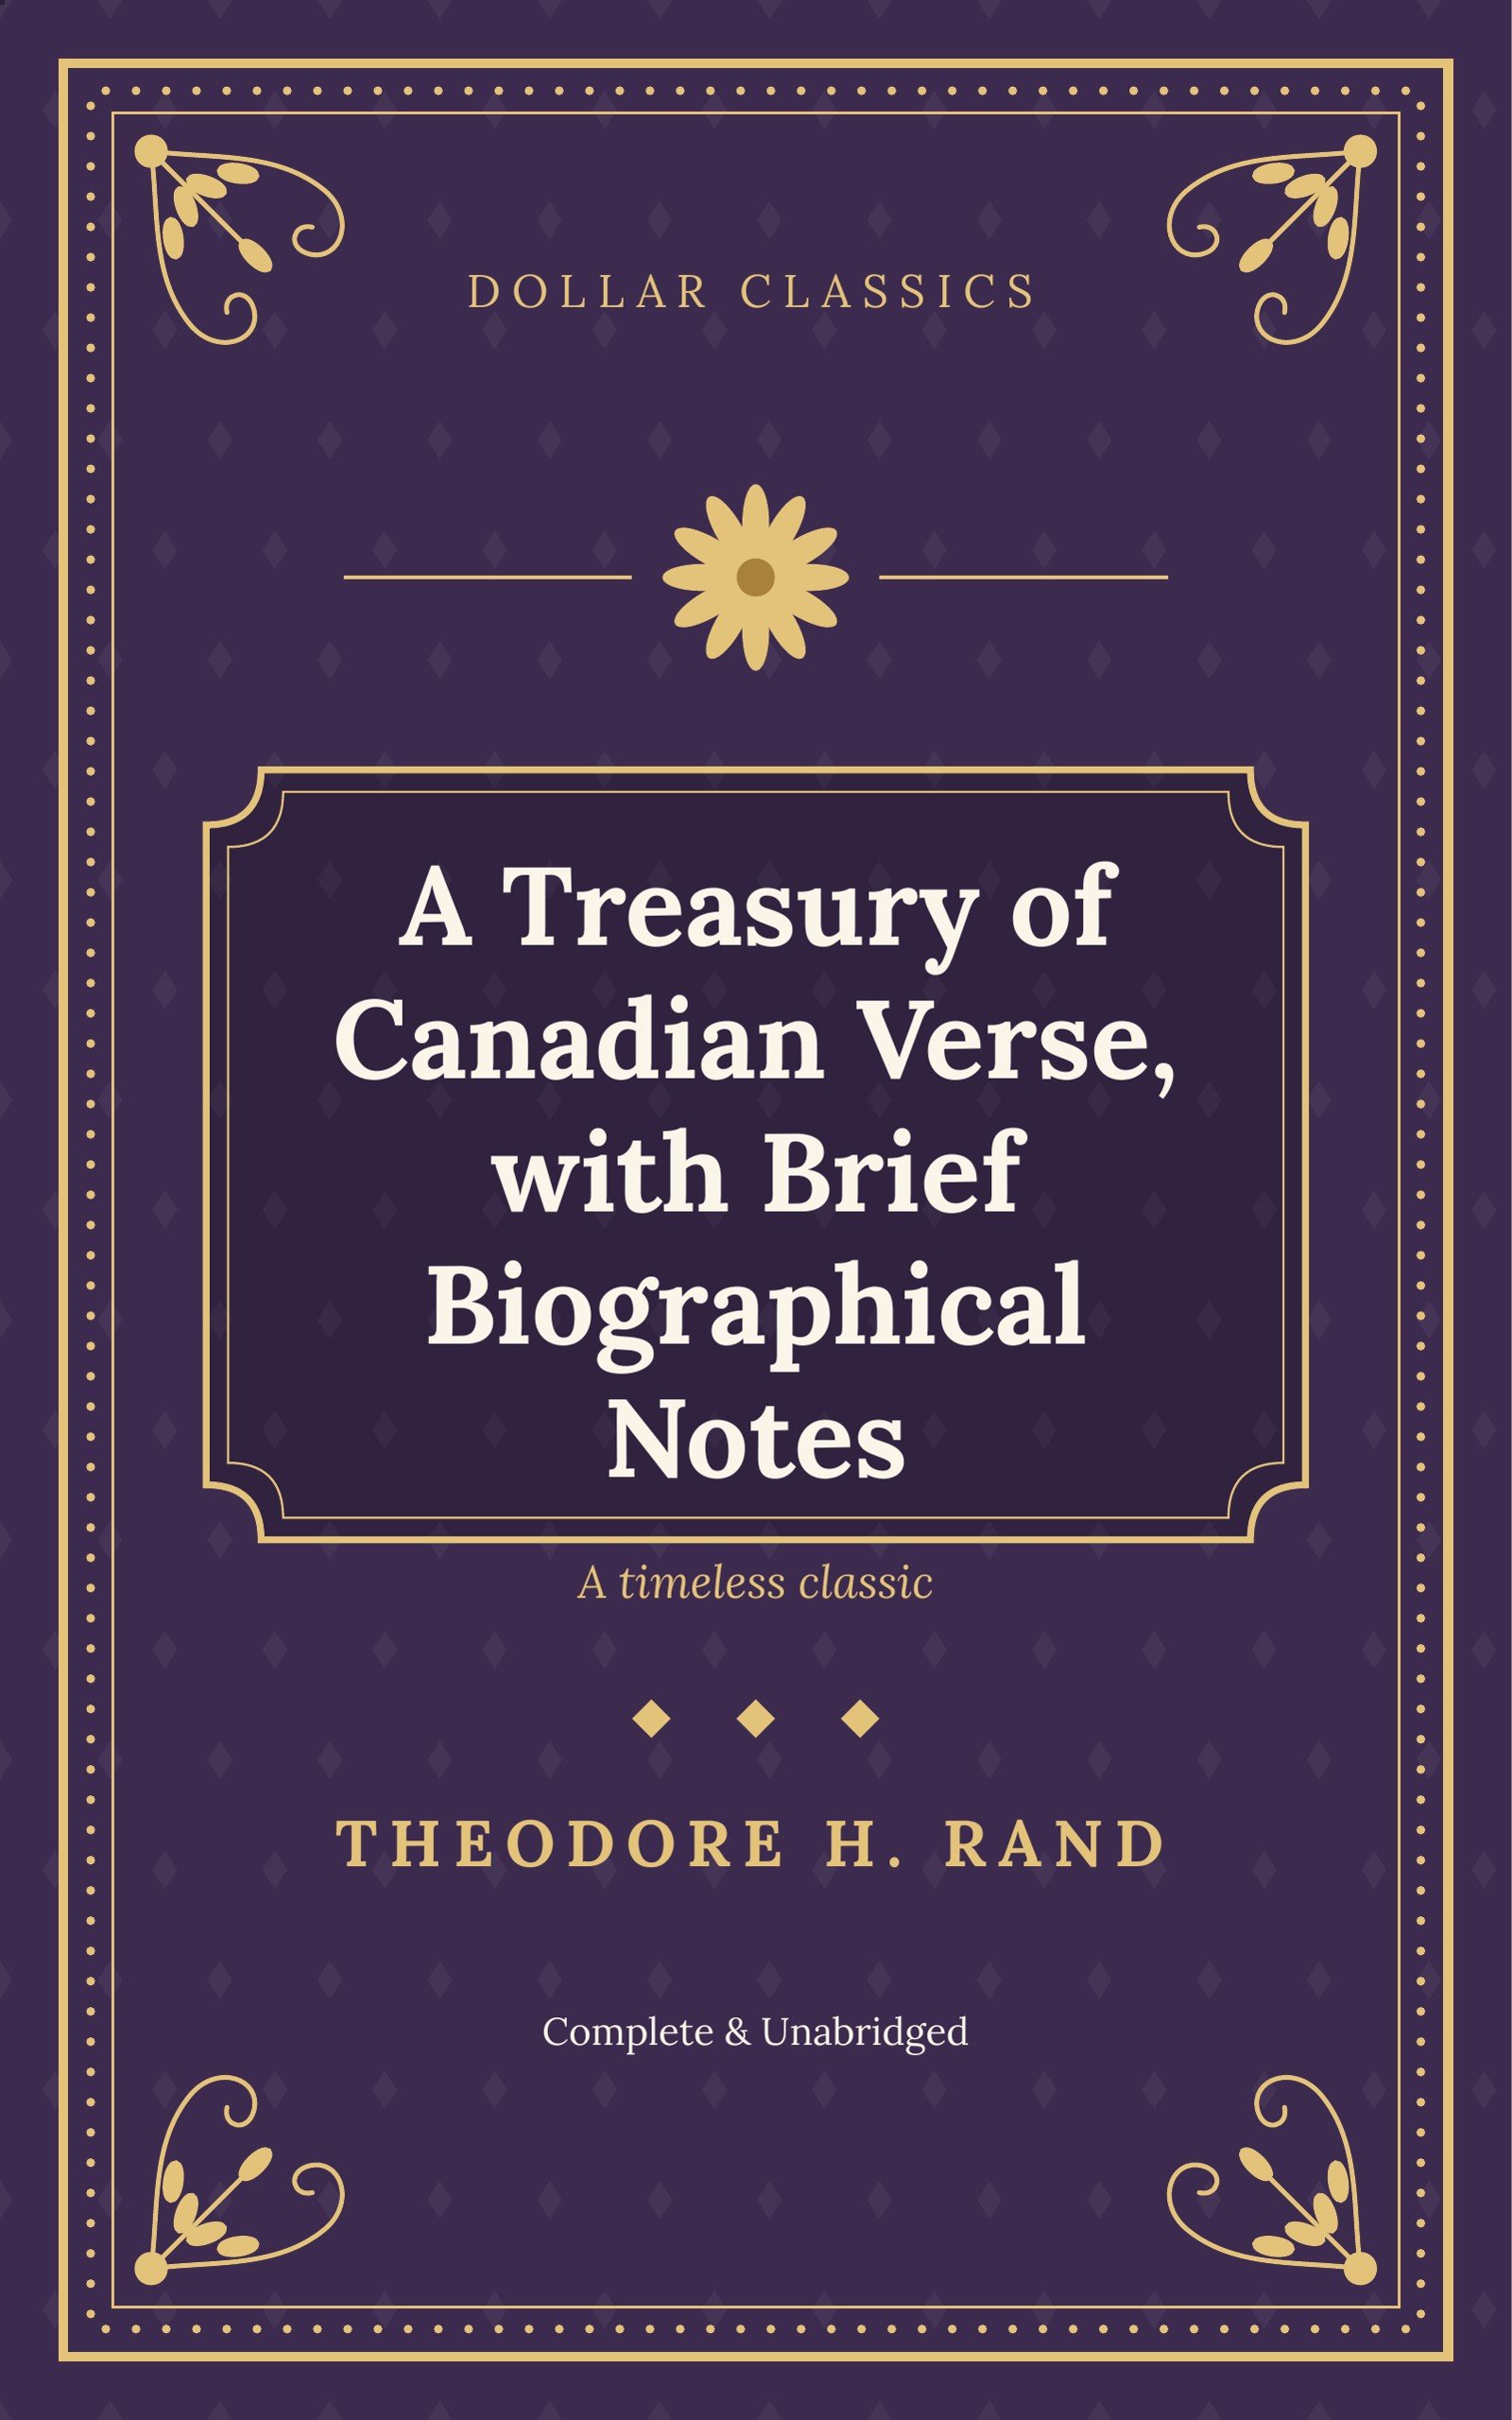 DOLLAR CLASSICS
A Treasury of
Canadian Verse,
with Brief
Biographical
Notes
A timeless classic
THEODORE H. RAND
Complete & Unabridged